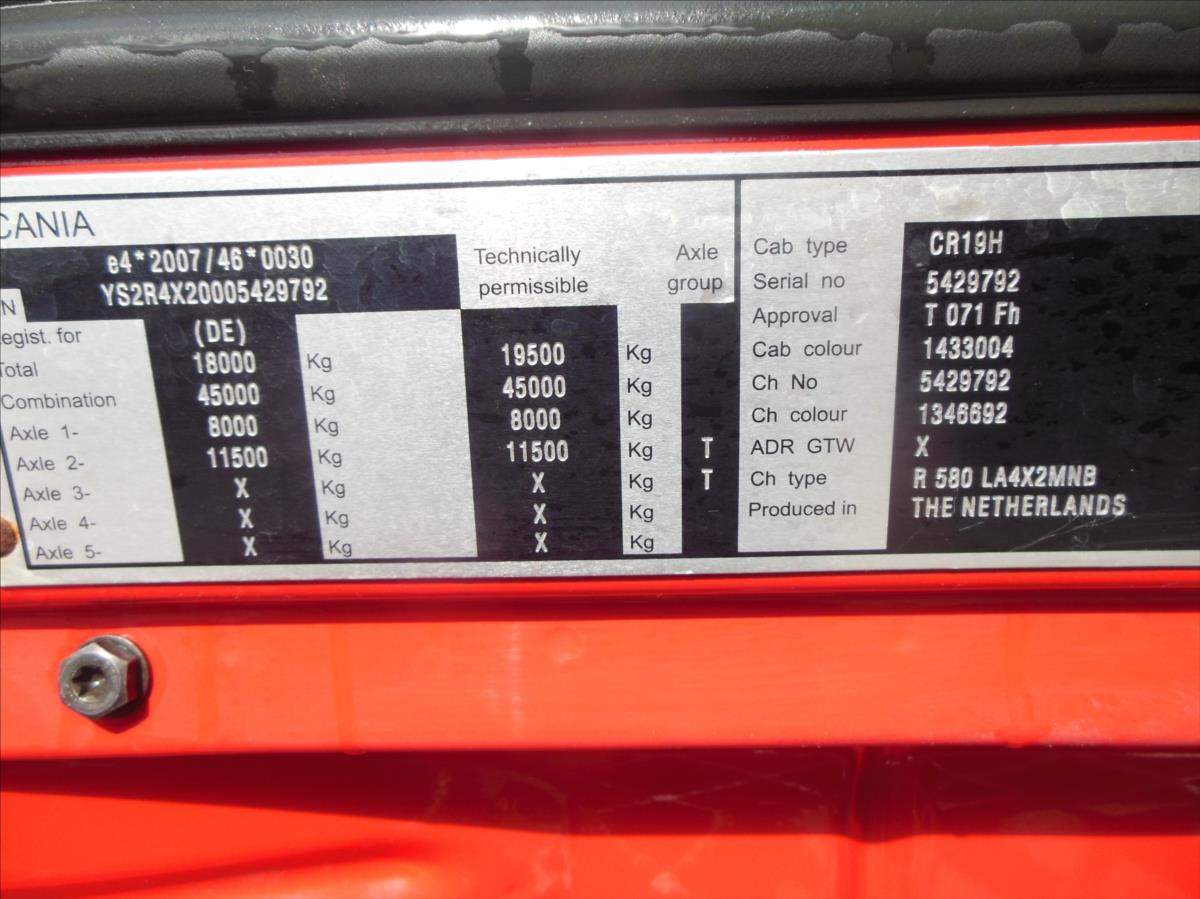 CANIA
e4*2007/46*0030
N YS2R4X20005429792
Technically permissible
Axle group
egist. for (DE)
Total 18000 Kg 19500 Kg
Combination 45000 Kg 45000 Kg
Axle 1- 8000 Kg 8000 Kg
Axle 2- 11500 Kg 11500 Kg T
Axle 3- X Kg X Kg T
Axle 4- X Kg X Kg
Axle 5- X Kg X Kg
Cab type CR19H
Serial no 5429792
Approval T 071 Fh
Cab colour 1433004
Ch No 5429792
Ch colour 1346692
ADR GTW X
Ch type R 580 LA4X2MNB
Produced in THE NETHERLANDS